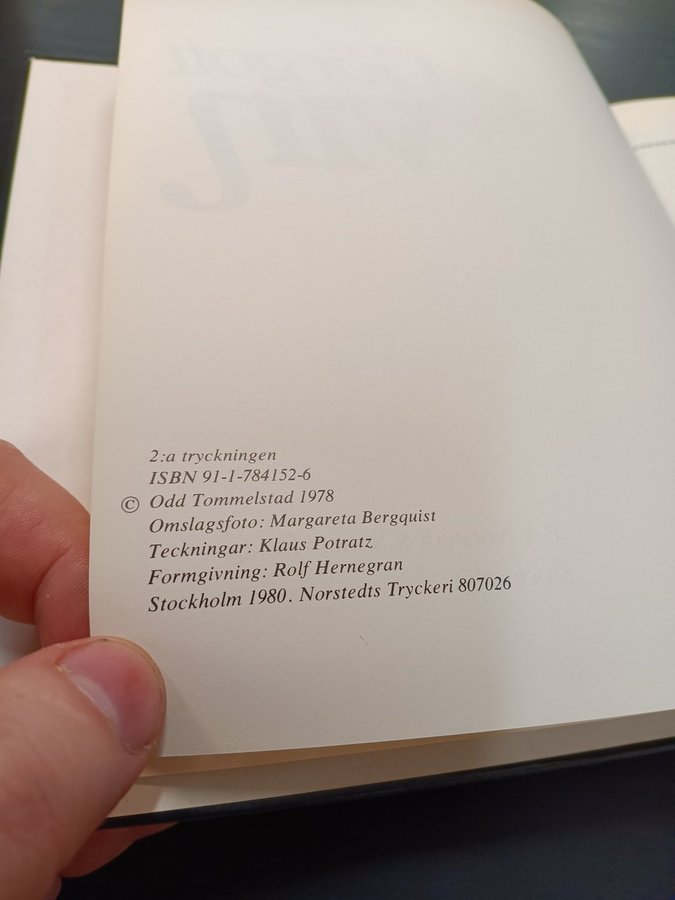 2:a tryckningen
ISBN 91-1-784152-6
© Odd Tommelstad 1978
Omslagsfoto: Margareta Bergquist
Teckningar: Klaus Potratz
Formgivning: Rolf Hernegran
Stockholm 1980. Norstedts Tryckeri 807026